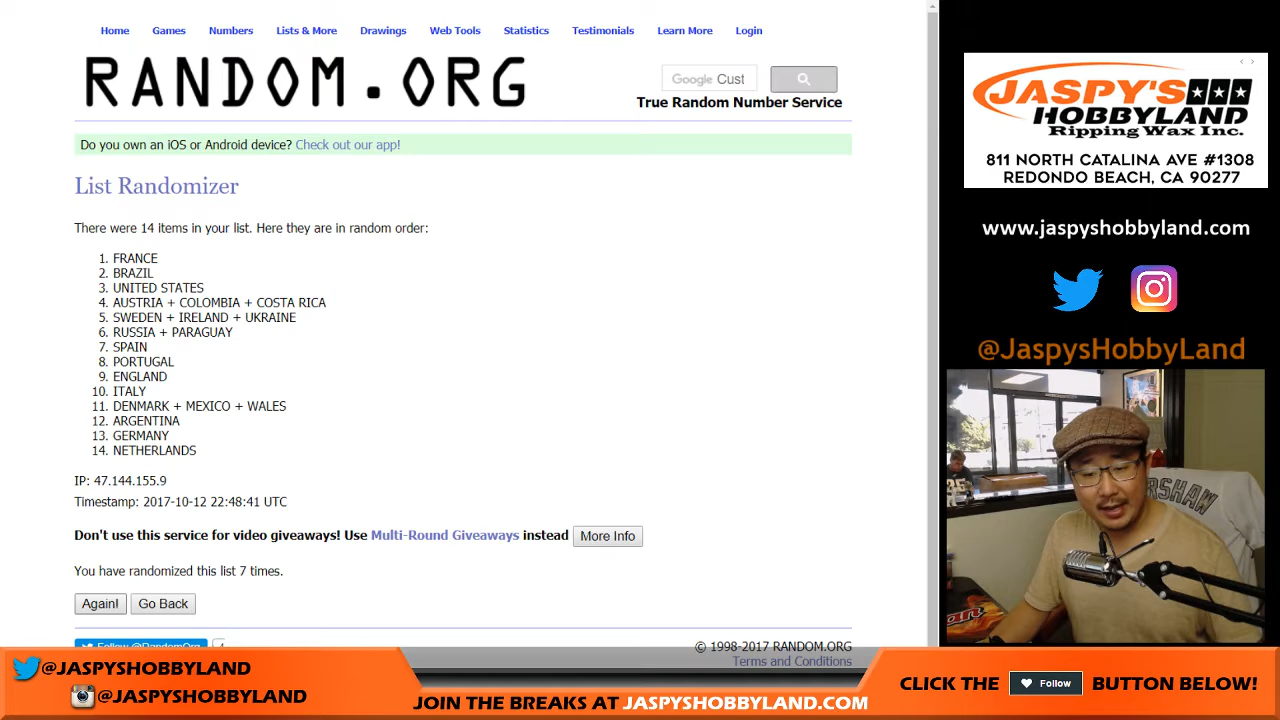 Home Games Numbers Lists & More Drawings Web Tools Statistics Testimonials Learn More Login
RANDOM.ORG
Google Cust
True Random Number Service
Do you own an iOS or Android device? Check out our app!
List Randomizer
There were 14 items in your list. Here they are in random order:
1. FRANCE
2. BRAZIL
3. UNITED STATES
4. AUSTRIA + COLOMBIA + COSTA RICA
5. SWEDEN + IRELAND + UKRAINE
6. RUSSIA + PARAGUAY
7. SPAIN
8. PORTUGAL
9. ENGLAND
10. ITALY
11. DENMARK + MEXICO + WALES
12. ARGENTINA
13. GERMANY
14. NETHERLANDS
IP: 47.144.155.9
Timestamp: 2017-10-12 22:48:41 UTC
Don't use this service for video giveaways! Use Multi-Round Giveaways instead More Info
You have randomized this list 7 times.
Again! Go Back
Follow @RandomOrg
© 1998-2017 RANDOM.ORG
Terms and Conditions
JASPY'S
HOBBYLAND
Ripping Wax Inc.
811 NORTH CATALINA AVE #1308
REDONDO BEACH, CA 90277
www.jaspyshobbyland.com
@JaspysHobbyLand
ERSHAW
@JASPYSHOBBYLAND
@JASPYSHOBBYLAND
JOIN THE BREAKS AT JASPYSHOBBYLAND.COM
CLICK THE Follow BUTTON BELOW!